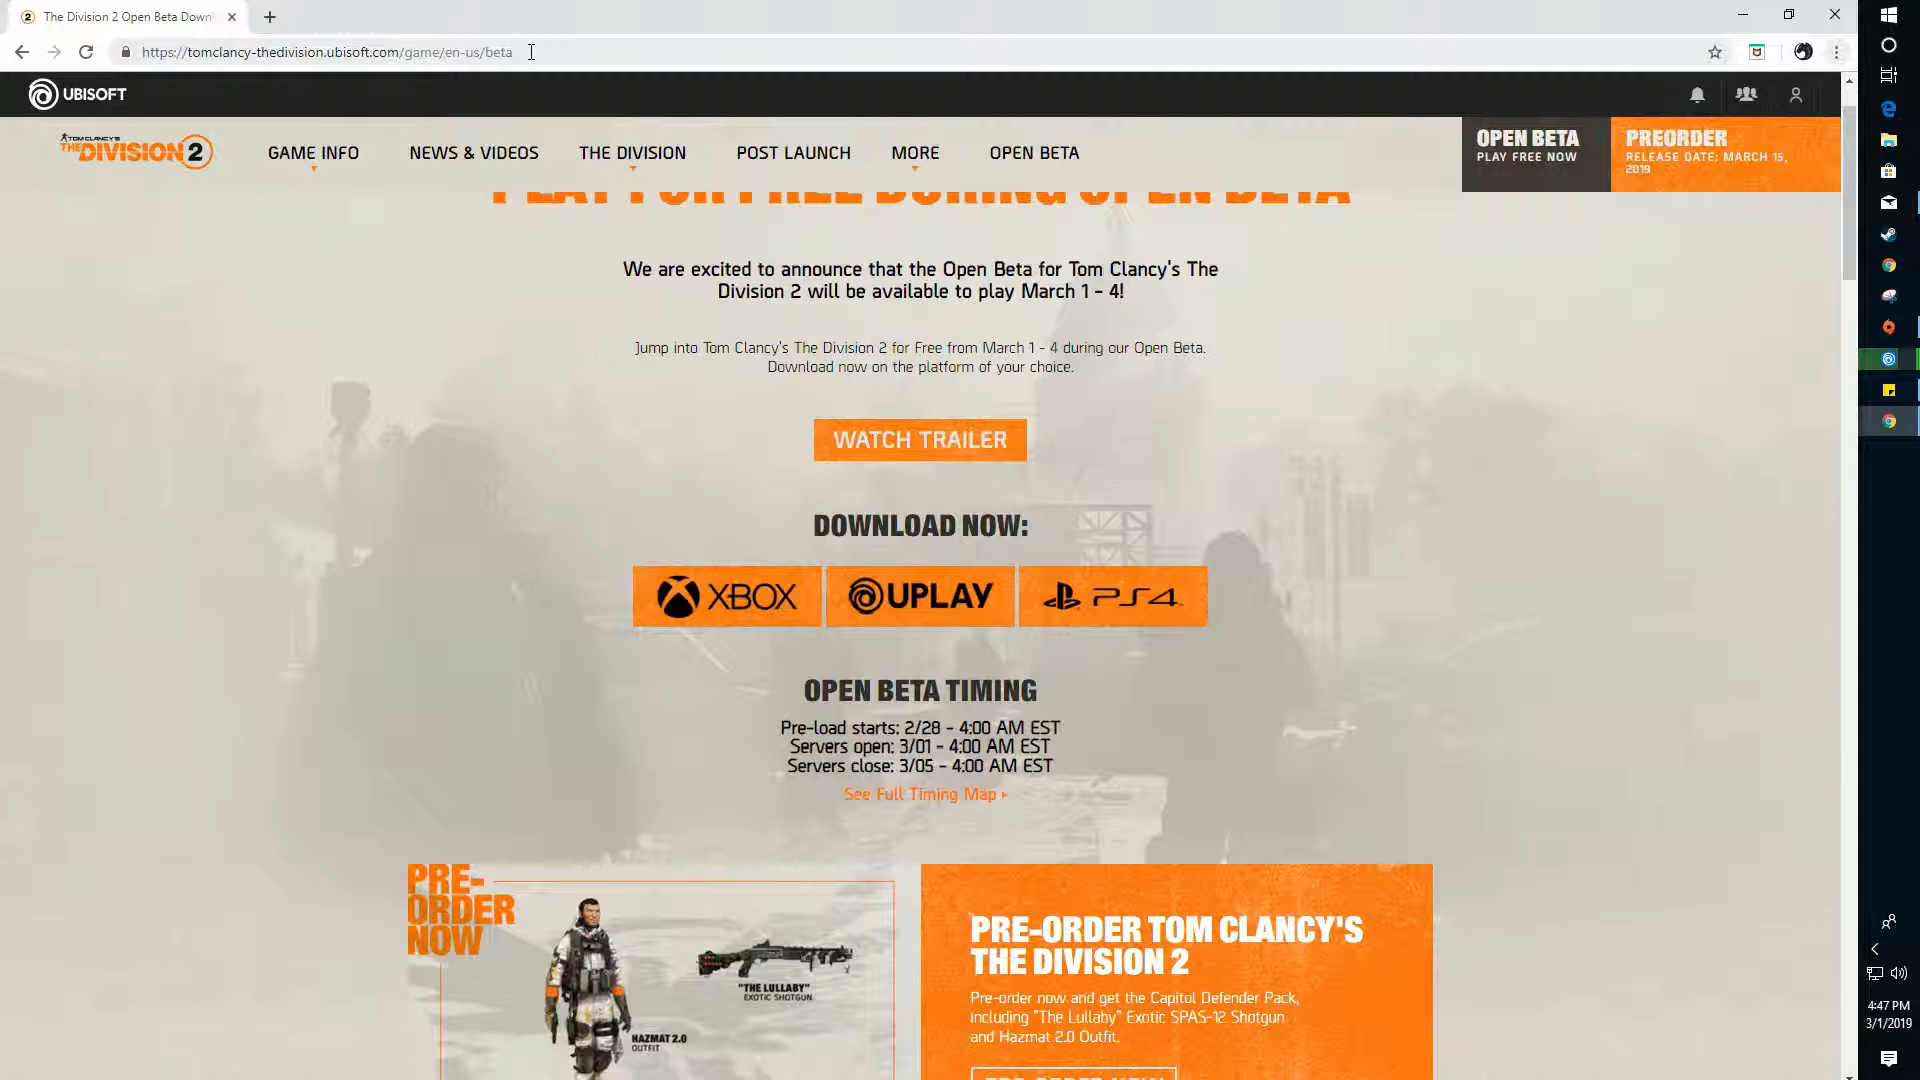 The Division 2 Open Beta Downl
https://tomclancy-thedivision.ubisoft.com/game/en-us/beta
UBISOFT
TOM CLANCY'S
THE DIVISION 2
GAME INFO
NEWS & VIDEOS
THE DIVISION
POST LAUNCH
MORE
OPEN BETA
OPEN BETA
PLAY FREE NOW
PREORDER
RELEASE DATE: MARCH 15,
2019
PLAY FOR FREE DURING OPEN BETA
We are excited to announce that the Open Beta for Tom Clancy's The
Division 2 will be available to play March 1 - 4!
Jump into Tom Clancy's The Division 2 for Free from March 1 - 4 during our Open Beta.
Download now on the platform of your choice.
WATCH TRAILER
DOWNLOAD NOW:
XBOX
UPLAY
PS4
OPEN BETA TIMING
Pre-load starts: 2/28 - 4:00 AM EST
Servers open: 3/01 - 4:00 AM EST
Servers close: 3/05 - 4:00 AM EST
See Full Timing Map
PRE-
ORDER
NOW
"THE LULLABY"
EXOTIC SHOTGUN
HAZMAT 2.0
OUTFIT
PRE-ORDER TOM CLANCY'S
THE DIVISION 2
Pre-order now and get the Capitol Defender Pack,
including "The Lullaby" Exotic SPAS-12 Shotgun
and Hazmat 2.0 Outfit.
PRE-ORDER NOW
4:47 PM
3/1/2019